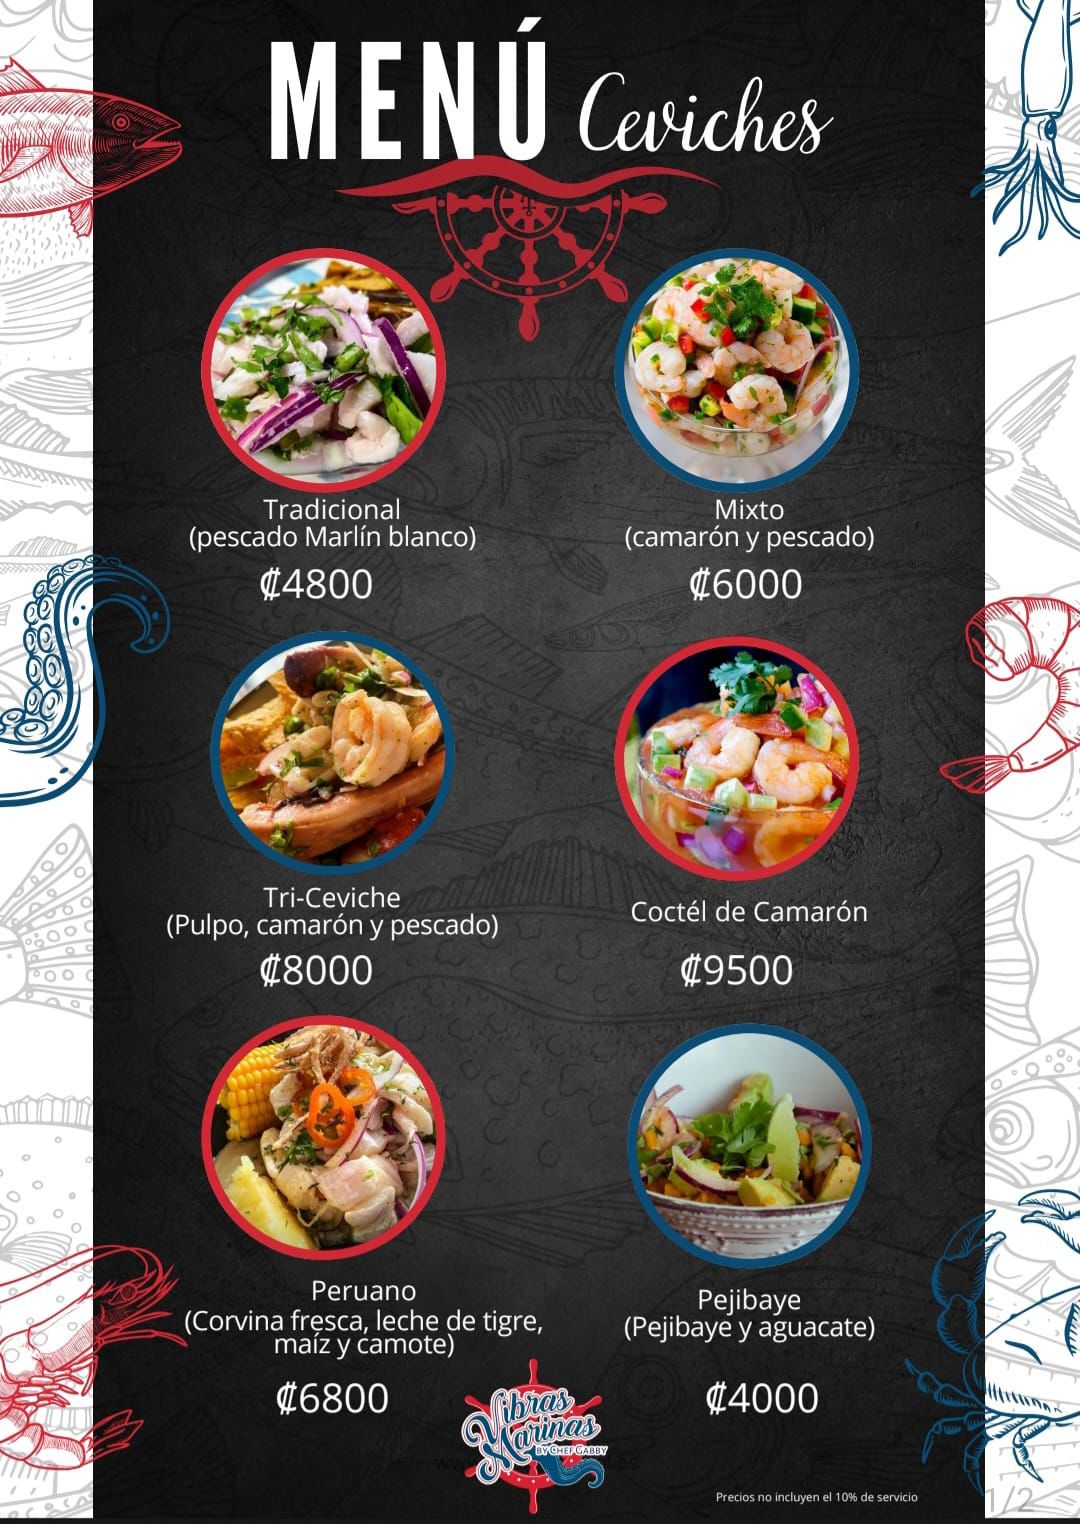 MENÚ Ceviches
Tradicional
(pescado Marlín blanco)
₡4800
Mixto
(camarón y pescado)
₡6000
Tri-Ceviche
(Pulpo, camarón y pescado)
₡8000
Coctél de Camarón
₡9500
Peruano
(Corvina fresca, leche de tigre,
maíz y camote)
₡6800
Pejibaye
(Pejibaye y aguacate)
₡4000
Vibras
Marinas
BY CHEF GABBY
Precios no incluyen el 10% de servicio
1/2